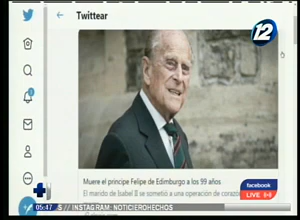 Twittear
12
Muere el principe Felipe de Edimburgo a los 99 años
El marido de Isabel II se sometió a una operación de corazó
facebook
LIVE
05:47 S // INSTAGRAM: NOTICIEROHECHOS